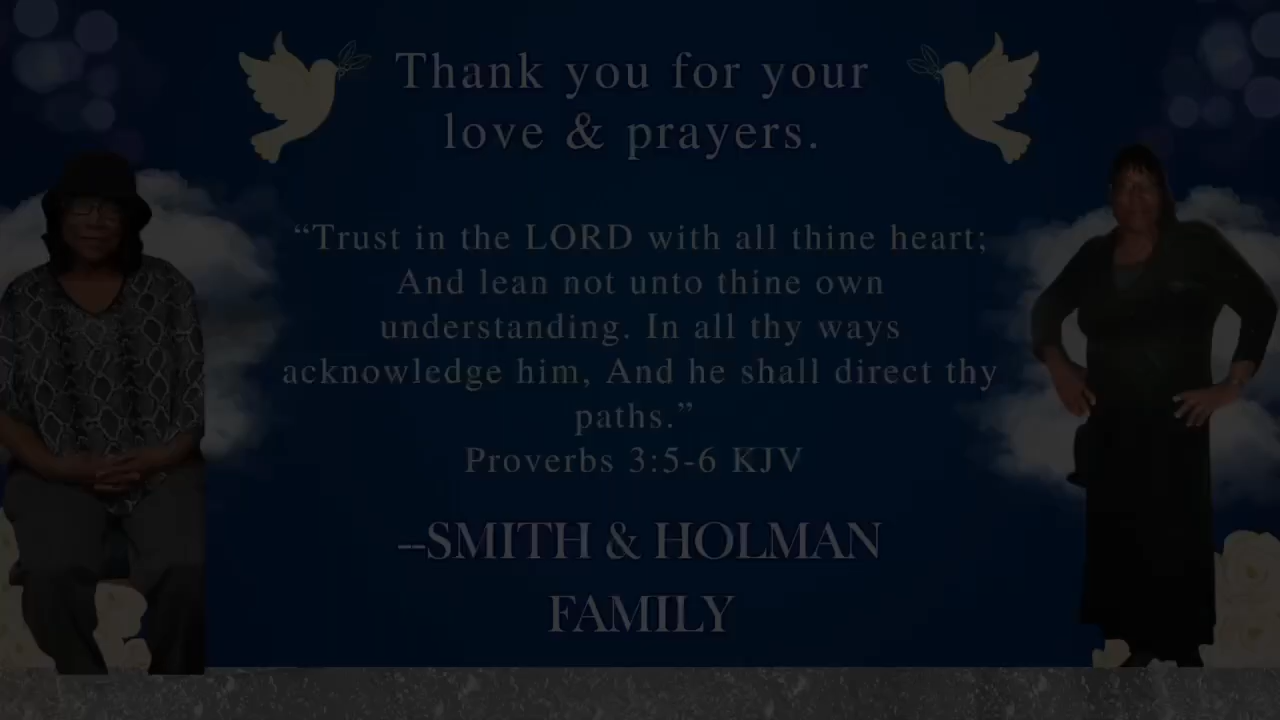 Thank you for your
love & prayers.
“Trust in the LORD with all thine heart;
And lean not unto thine own
understanding. In all thy ways
acknowledge him, And he shall direct thy
paths.”
Proverbs 3:5-6 KJV
--SMITH & HOLMAN
FAMILY